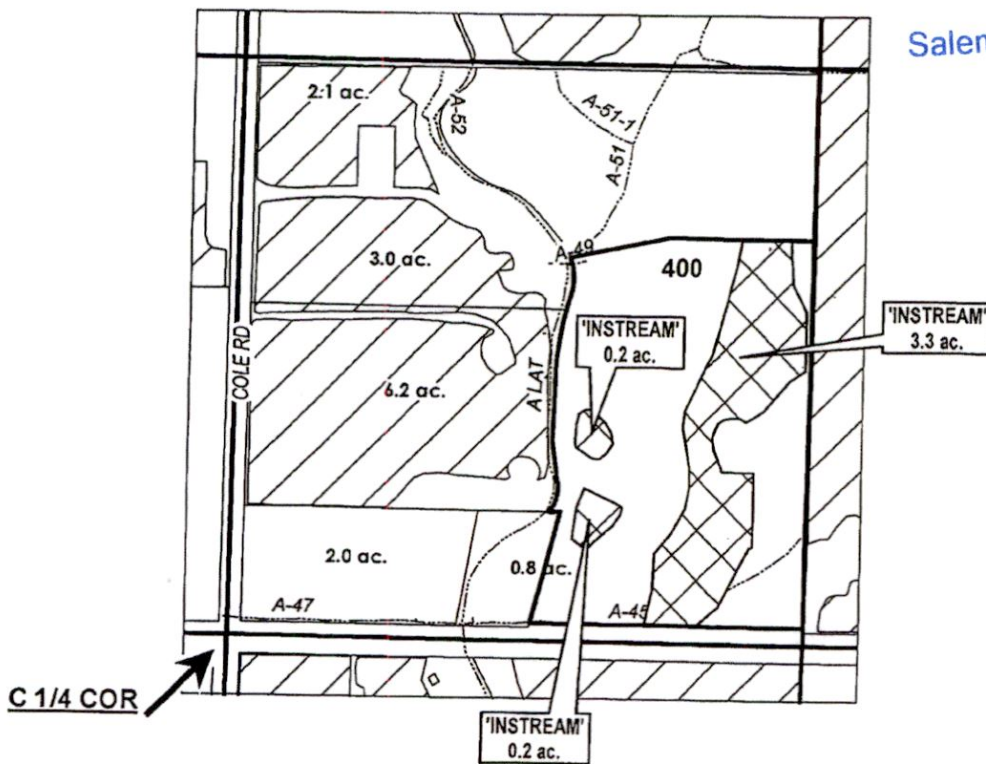 Salem
2.1 ac.
A-52
A-51-1
A-51
A-49
3.0 ac.
400
'INSTREAM'
0.2 ac.
'INSTREAM'
3.3 ac.
COLE RD
6.2 ac.
A LAT
2.0 ac.
0.8 ac.
A-47
A-45
C 1/4 COR
'INSTREAM'
0.2 ac.